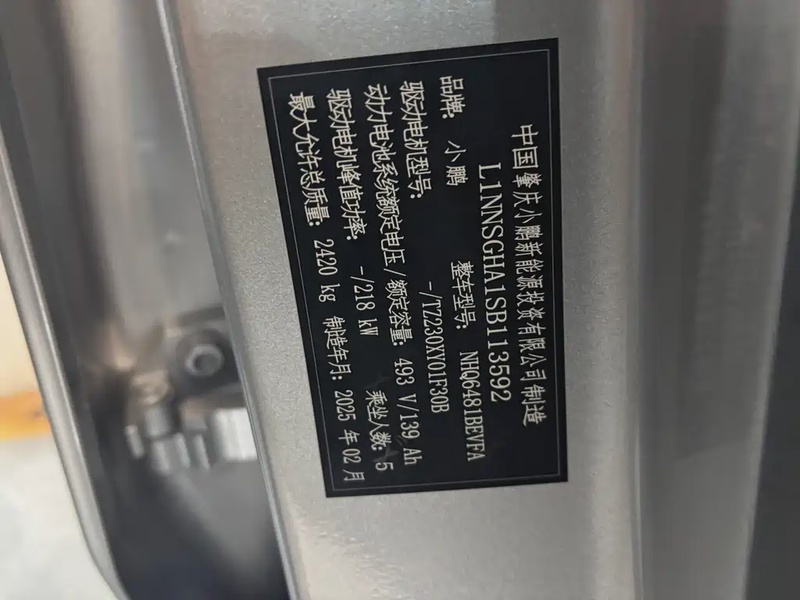 中国肇庆小鹏新能源投资有限公司制造
L1NNSGHA1SB113592
品牌: 小鹏 整车型号: NHQ6481BEVFA
驱动电机型号: -/TZ230XY01F30B
动力电池系统额定电压/额定容量: 493 V/139 Ah
驱动电机峰值功率: -/218 kW 乘坐人数: 5
最大允许总质量: 2420 kg 制造年月: 2025 年 02 月